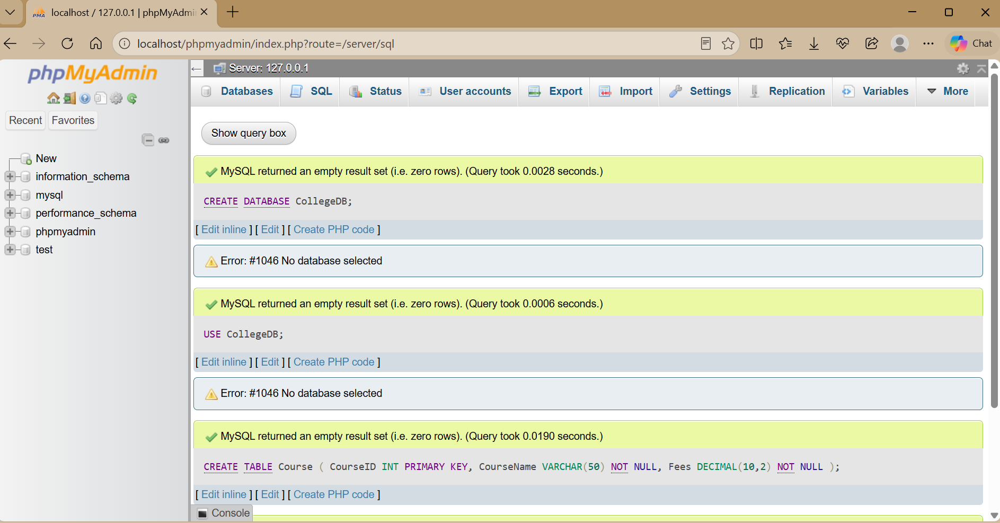 localhost / 127.0.0.1 | phpMyAdmi
localhost/phpmyadmin/index.php?route=/server/sql
Chat
phpMyAdmin
Recent Favorites
New
information_schema
mysql
performance_schema
phpmyadmin
test
Server: 127.0.0.1
Databases SQL Status User accounts Export Import Settings Replication Variables More
Show query box
MySQL returned an empty result set (i.e. zero rows). (Query took 0.0028 seconds.)
CREATE DATABASE CollegeDB;
[ Edit inline ] [ Edit ] [ Create PHP code ]
Error: #1046 No database selected
MySQL returned an empty result set (i.e. zero rows). (Query took 0.0006 seconds.)
USE CollegeDB;
[ Edit inline ] [ Edit ] [ Create PHP code ]
Error: #1046 No database selected
MySQL returned an empty result set (i.e. zero rows). (Query took 0.0190 seconds.)
CREATE TABLE Course ( CourseID INT PRIMARY KEY, CourseName VARCHAR(50) NOT NULL, Fees DECIMAL(10,2) NOT NULL );
[ Edit inline ] [ Edit ] [ Create PHP code ]
Console